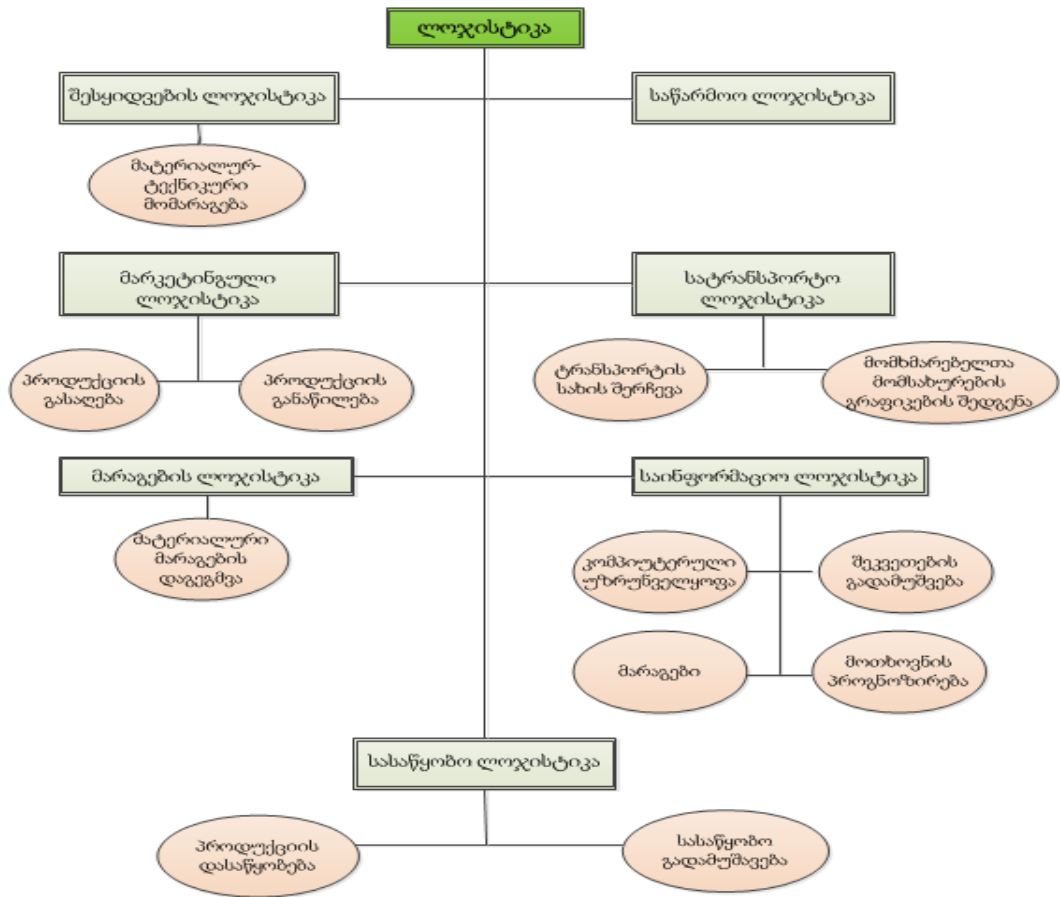 ლოჯისტიკა
შესყიდვების ლოჯისტიკა
საწარმოო ლოჯისტიკა
მატერიალურ-
ტექნიკური
მომარაგება
მარკეტინგული
ლოჯისტიკა
სატრანსპორტო
ლოჯისტიკა
პროდუქციის
გასაღება
პროდუქციის
განაწილება
ტრანსპორტის
სახის შერჩევა
მომხმარებელთა
მომსახურების
გრაფიკების შედგენა
მარაგების ლოჯისტიკა
საინფორმაციო ლოჯისტიკა
მატერიალური
მარაგების
დაგეგმვა
კომპიუტერული
უზრუნველყოფა
შეკვეთების
გადამუშვება
მარაგები
მოთხოვნის
პროგნოზირება
სასაწყობო ლოჯისტიკა
პროდუქციის
დასაწყობება
სასაწყობო
გადამუშავება